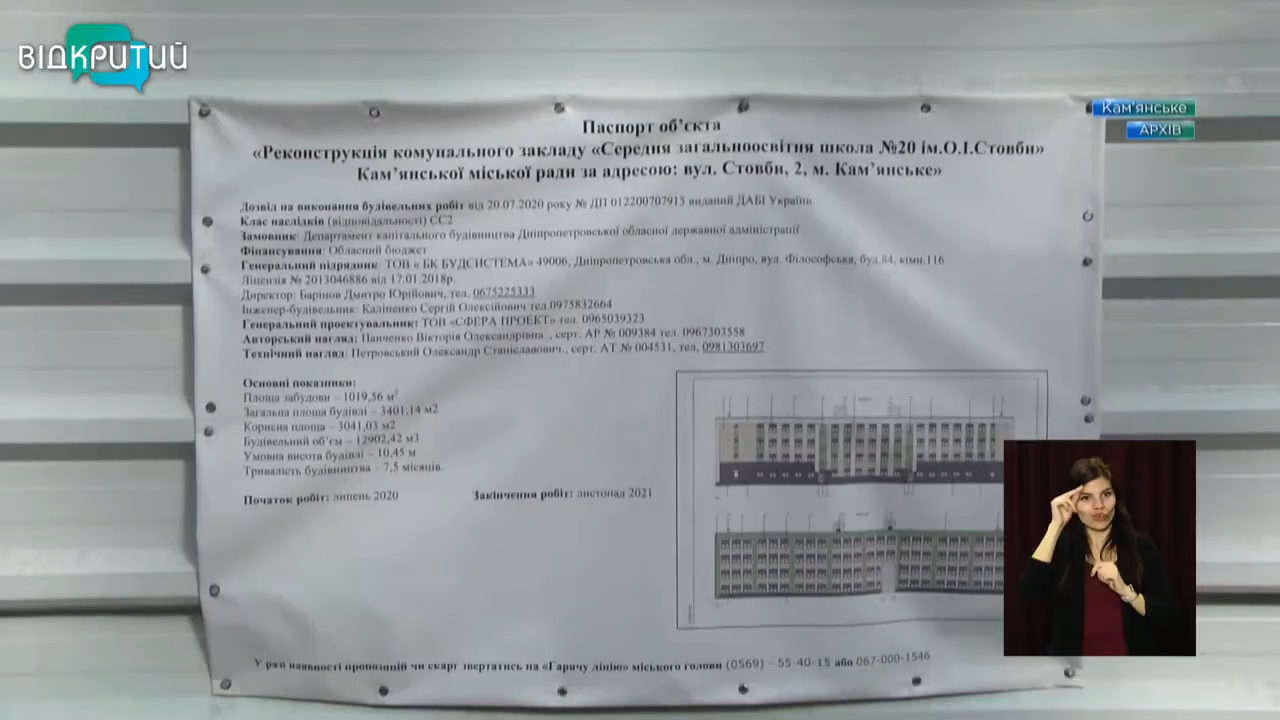 ВІДКРИТИЙ
Кам'янське
АРХІВ
Паспорт об'єкта
«Реконструкція комунального закладу «Середня загальноосвітня школа №20 ім.О.І.Стовби»
Кам'янської міської ради за адресою: вул. Стовби, 2, м. Кам'янське»
Дозвіл на виконання будівельних робіт від 20.07.2020 року № ДП 012200707915 виданий ДАБІ України.
Клас наслідків (відповідальності) СС2
Замовник: Департамент капітального будівництва Дніпропетровської обласної державної адміністрації
Фінансування: Обласний бюджет
Генеральний підрядник: ТОВ « БК БУДСИСТЕМА» 49006, Дніпропетровська обл., м. Дніпро, вул. Філософська, буд.84, кімн.116
Ліцензія № 2013046886 від 17.01.2018р.
Директор: Барінов Дмитро Юрійович, тел. 0675225333
Інженер-будівельник: Каліненко Сергій Олексійович тел.0975832664
Генеральний проектувальник: ТОВ «СФЕРА ПРОЕКТ» тел. 0965039323
Авторський нагляд: Панченко Вікторія Олександрівна , серт. АР № 009384 тел. 0967303558
Технічний нагляд: Петровський Олександр Станіславович., серт. АТ № 004531, тел, 0981303697
Основні показники:
Площа забудови – 1019,56 м²
Загальна площа будівлі – 3401,14 м2
Корисна площа – 3041,03 м2
Будівельний об'єм – 12902,42 м3
Умовна висота будівлі – 10,45 м
Тривалість будівництва – 7,5 місяців.
Початок робіт: липень 2020 Закінчення робіт: листопад 2021
У разі наявності пропозицій чи скарг звертатись на «Гарячу лінію» міського голови (0569) - 55-40-15 або 067-000-1546